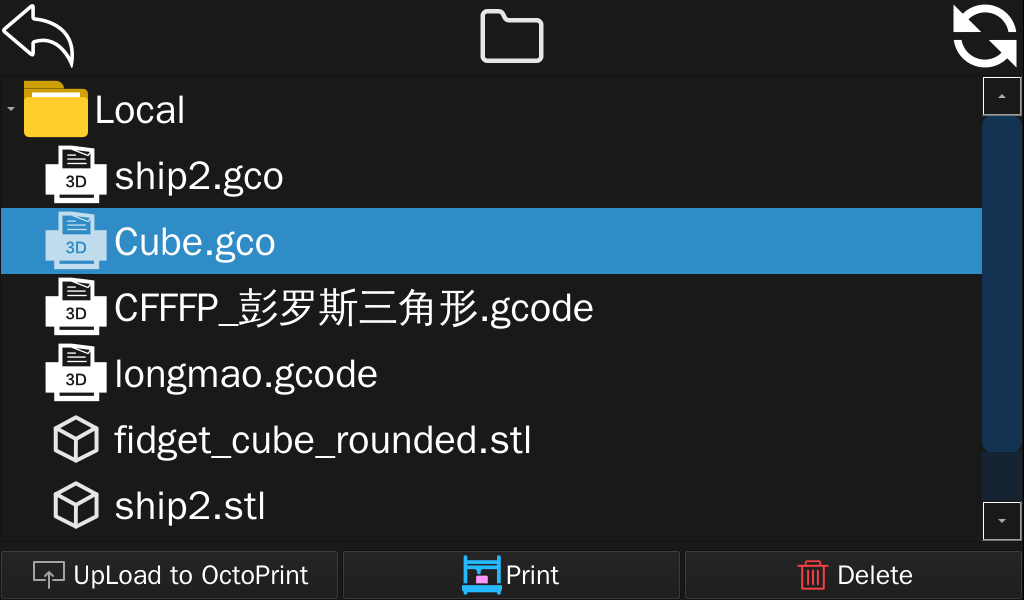 Local
3D ship2.gco
3D Cube.gco
3D CFFFP_彭罗斯三角形.gcode
3D longmao.gcode
fidget_cube_rounded.stl
ship2.stl
UpLoad to OctoPrint Print Delete